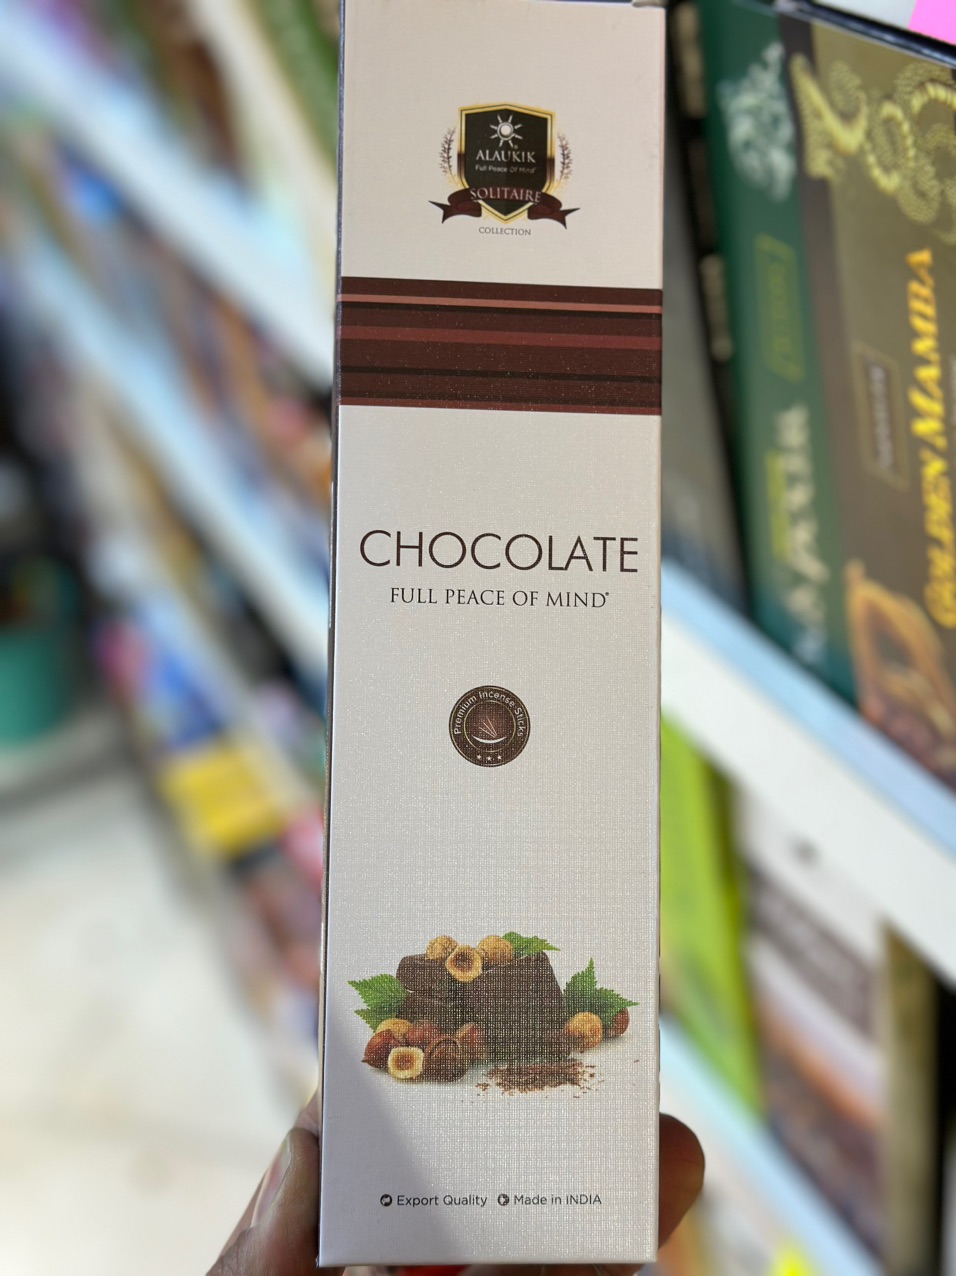 ALAUKIK
Full Peace Of Mind®
SOLITAIRE
COLLECTION
CHOCOLATE
FULL PEACE OF MIND®
Premium Incense Sticks
Export Quality Made in iNDIA
GOLDEN MAMBA